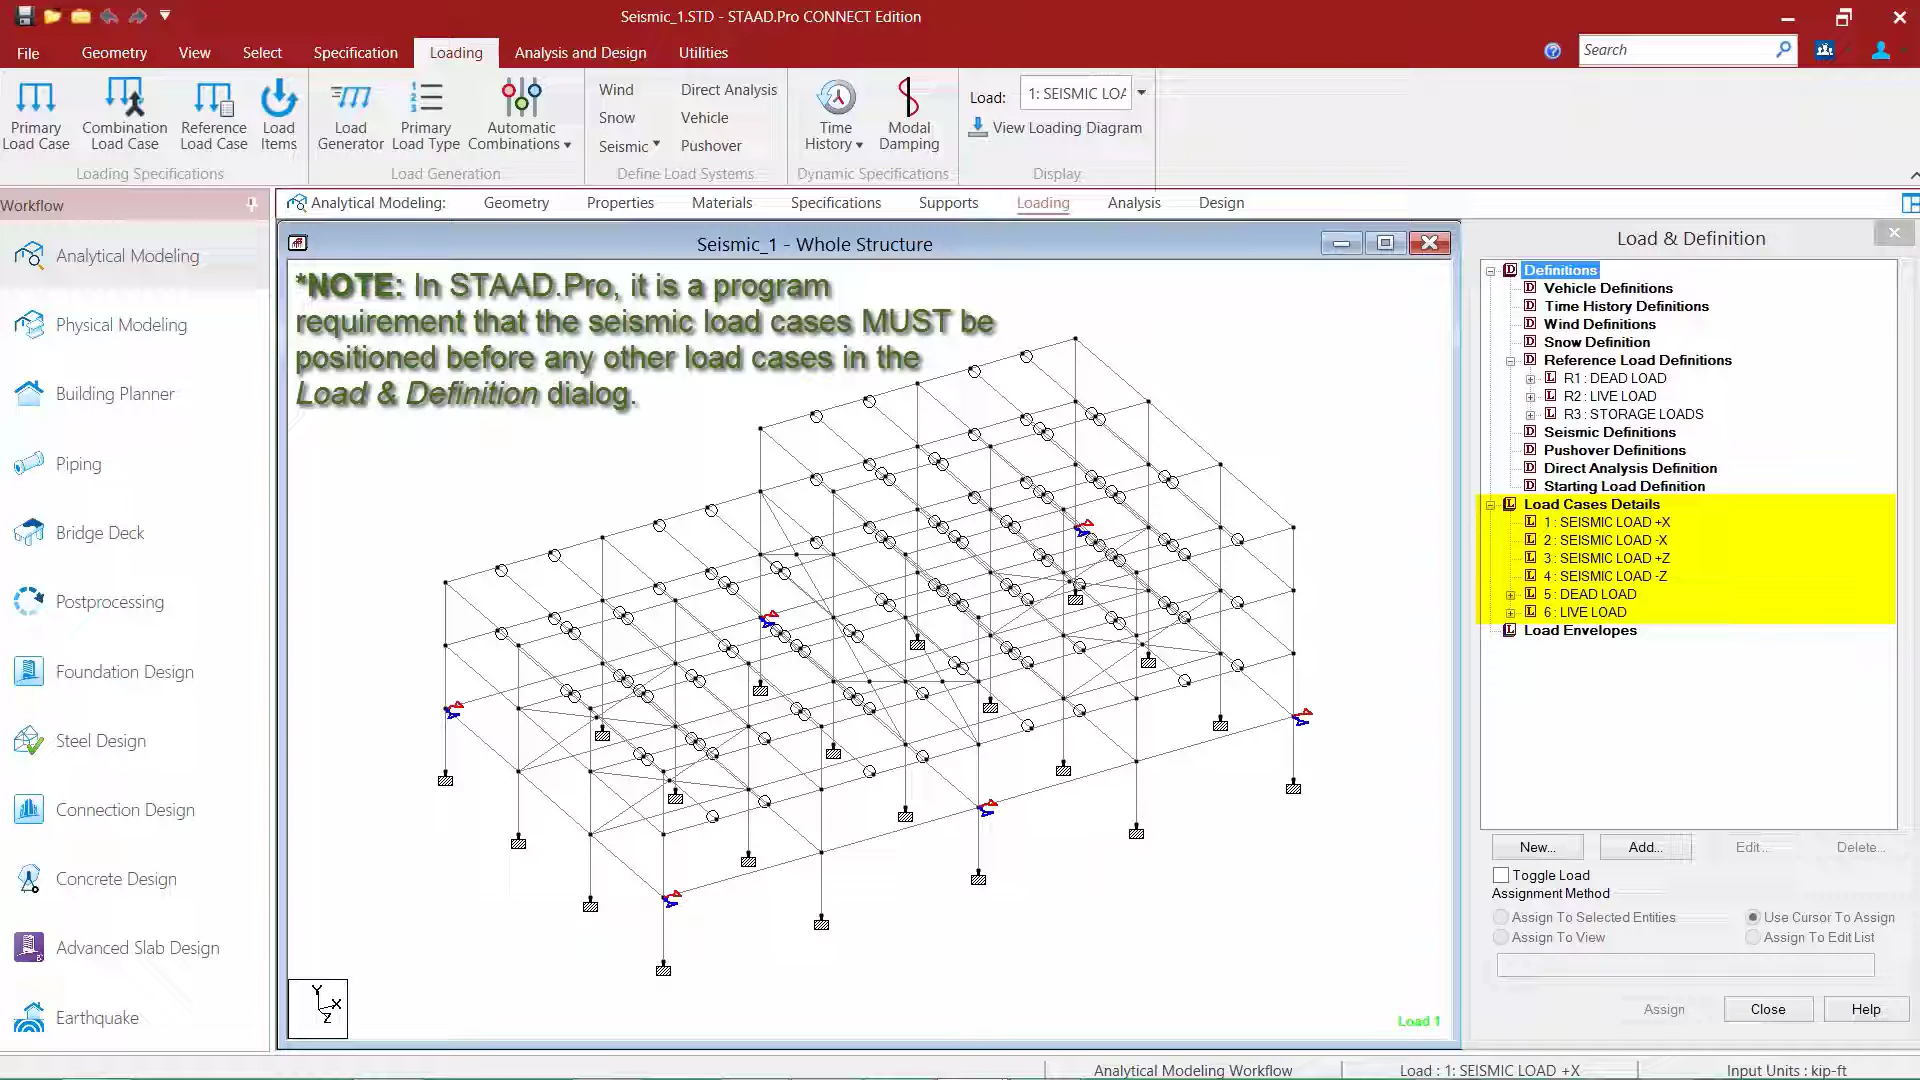 Seismic_1.STD - STAAD.Pro CONNECT Edition
File
Geometry
View
Select
Specification
Loading
Analysis and Design
Utilities
Search
Primary Load Case
Combination Load Case
Reference Load Case
Load Items
Loading Specifications
Load Generator
Primary Load Type
Automatic Combinations
Load Generation
Wind
Snow
Seismic
Direct Analysis
Vehicle
Pushover
Define Load Systems
Time History
Modal Damping
Dynamic Specifications
Load:
1: SEISMIC LOA
View Loading Diagram
Display
Workflow
Analytical Modeling
Physical Modeling
Building Planner
Piping
Bridge Deck
Postprocessing
Foundation Design
Steel Design
Connection Design
Concrete Design
Advanced Slab Design
Earthquake
Analytical Modeling:
Geometry
Properties
Materials
Specifications
Supports
Loading
Analysis
Design
Seismic_1 - Whole Structure
*NOTE: In STAAD.Pro, it is a program
requirement that the seismic load cases MUST be
positioned before any other load cases in the
Load & Definition dialog.
Y
X
Z
Load 1
Load & Definition
Definitions
Vehicle Definitions
Time History Definitions
Wind Definitions
Snow Definition
Reference Load Definitions
R1 : DEAD LOAD
R2 : LIVE LOAD
R3 : STORAGE LOADS
Seismic Definitions
Pushover Definitions
Direct Analysis Definition
Starting Load Definition
Load Cases Details
1 : SEISMIC LOAD +X
2 : SEISMIC LOAD -X
3 : SEISMIC LOAD +Z
4 : SEISMIC LOAD -Z
5 : DEAD LOAD
6 : LIVE LOAD
Load Envelopes
New...
Add...
Edit...
Delete...
Toggle Load
Assignment Method
Assign To Selected Entities
Use Cursor To Assign
Assign To View
Assign To Edit List
Assign
Close
Help
Analytical Modeling Workflow
Load : 1: SEISMIC LOAD +X
Input Units : kip-ft